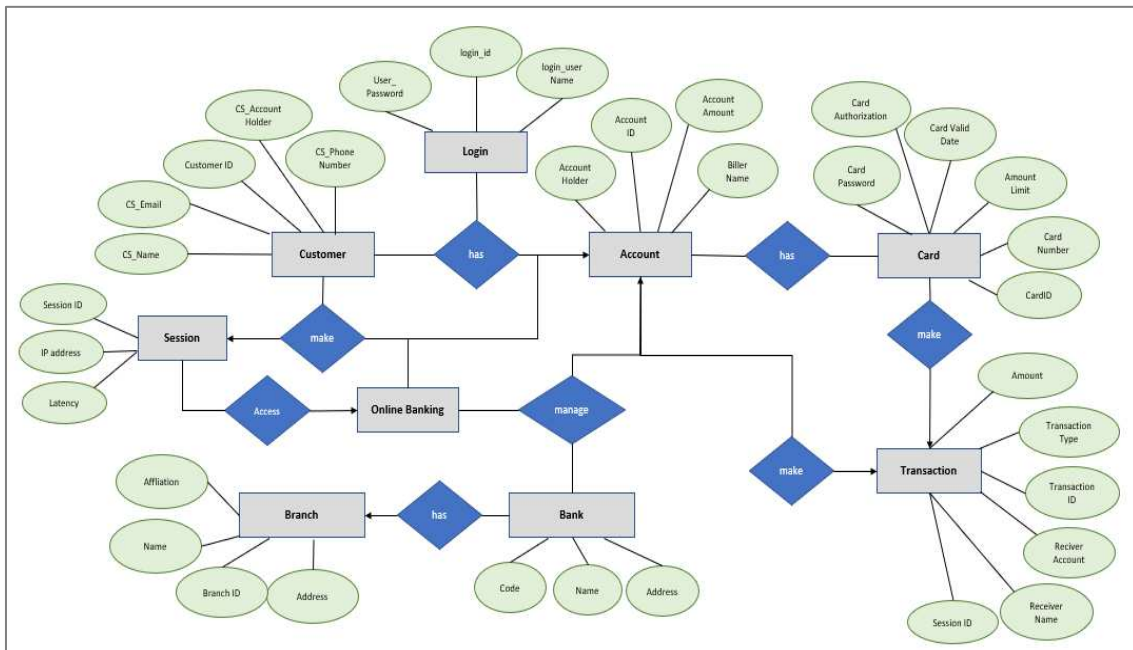 login_id
login_user
Name
User_
Password
CS_Account
Holder
CS_Phone
Number
Customer ID
CS_Email
CS_Name
Login
Account
ID
Account
Amount
Account
Holder
Biller
Name
Card
Authorization
Card Valid
Date
Card
Password
Amount
Limit
Card
Number
CardID
Customer
has
Account
has
Card
Session ID
IP address
Latency
Session
make
make
Access
Online Banking
manage
make
Amount
Transaction
Type
Transaction
ID
Reciver
Account
Receiver
Name
Session ID
Transaction
Affliation
Name
Branch ID
Address
Branch
has
Bank
Code
Name
Address